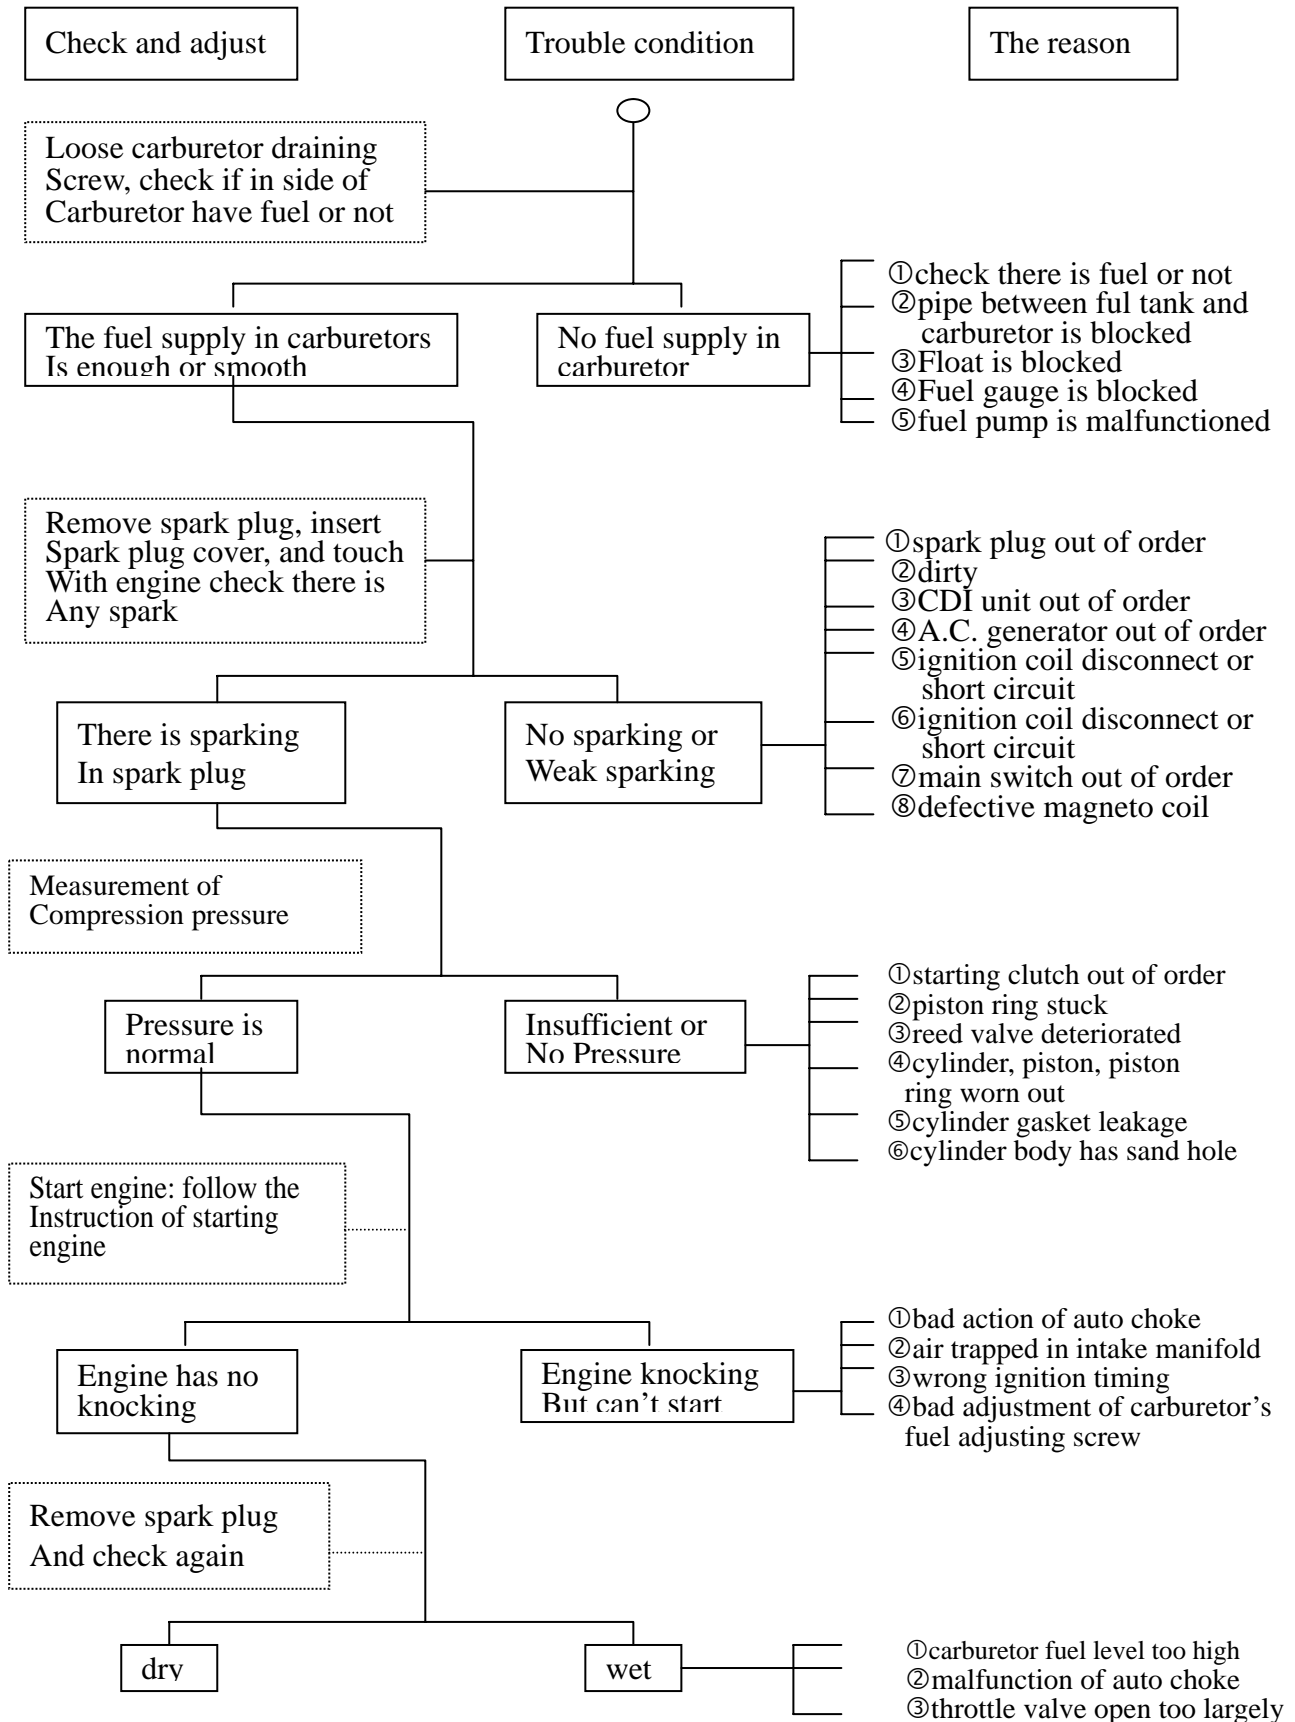 Check and adjust
Trouble condition
The reason
Loose carburetor draining
Screw, check if in side of
Carburetor have fuel or not
The fuel supply in carburetors
Is enough or smooth
No fuel supply in
carburetor
①check there is fuel or not
②pipe between ful tank and
carburetor is blocked
③Float is blocked
④Fuel gauge is blocked
⑤fuel pump is malfunctioned
Remove spark plug, insert
Spark plug cover, and touch
With engine check there is
Any spark
There is sparking
In spark plug
No sparking or
Weak sparking
①spark plug out of order
②dirty
③CDI unit out of order
④A.C. generator out of order
⑤ignition coil disconnect or
short circuit
⑥ignition coil disconnect or
short circuit
⑦main switch out of order
⑧defective magneto coil
Measurement of
Compression pressure
Pressure is
normal
Insufficient or
No Pressure
①starting clutch out of order
②piston ring stuck
③reed valve deteriorated
④cylinder, piston, piston
ring worn out
⑤cylinder gasket leakage
⑥cylinder body has sand hole
Start engine: follow the
Instruction of starting
engine
Engine has no
knocking
Engine knocking
But can't start
①bad action of auto choke
②air trapped in intake manifold
③wrong ignition timing
④bad adjustment of carburetor's
fuel adjusting screw
Remove spark plug
And check again
dry
wet
①carburetor fuel level too high
②malfunction of auto choke
③throttle valve open too largely